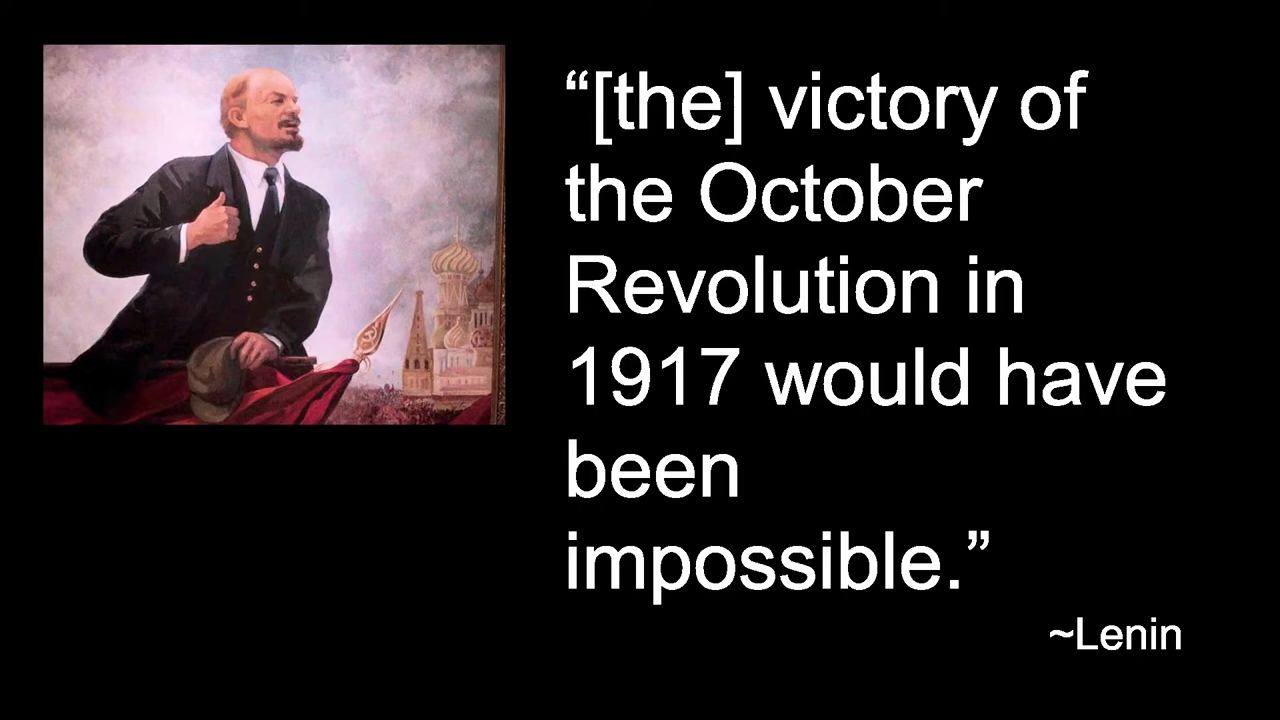 “[the] victory of
the October
Revolution in
1917 would have
been
impossible.”
~Lenin